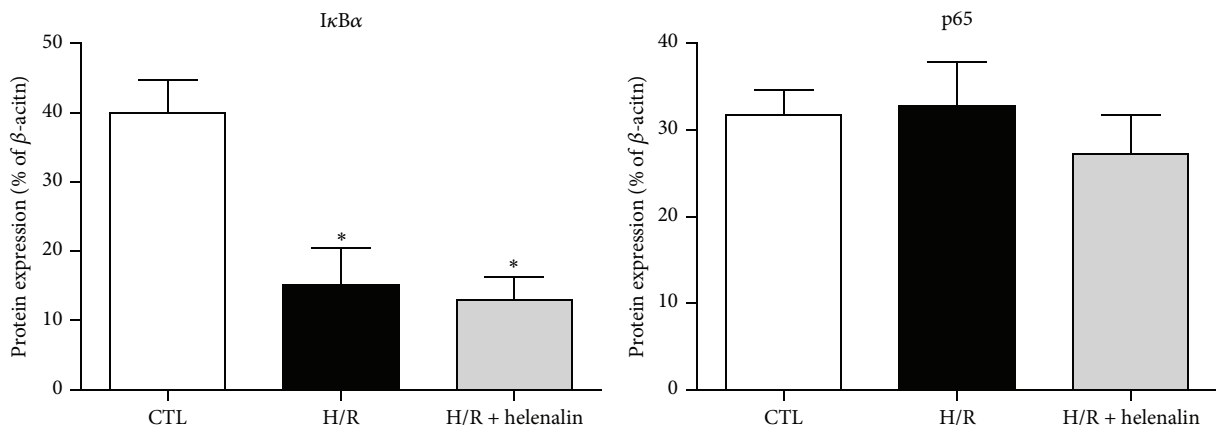 IκBα
Protein expression (% of β-acitn)
50
40
30
20
10
0
*
*
CTL
H/R
H/R + helenalin
p65
Protein expression (% of β-acitn)
40
30
20
10
0
CTL
H/R
H/R + helenalin